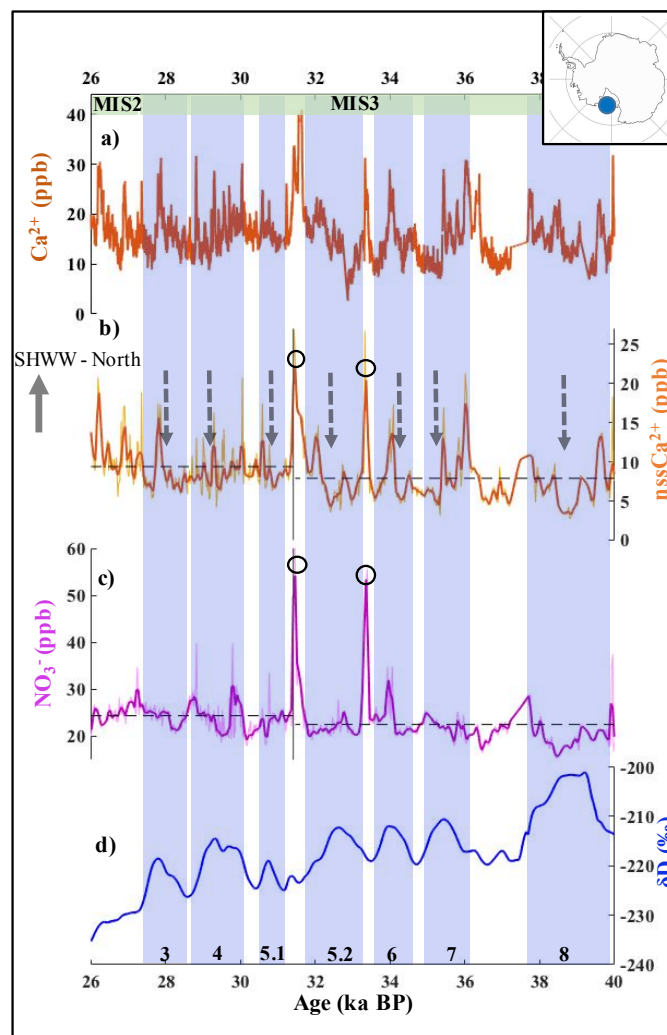 26 28 30 32 34 36 38
MIS2 MIS3
a)
40
30
20
10
0
Ca²⁺ (ppb)
b)
SHWW - North
25
20
15
10
5
0
nssCa²⁺ (ppb)
c)
60
50
40
30
20
NO₃⁻ (ppb)
d)
-200
-210
-220
-230
-240
δD (‰)
3 4 5.1 5.2 6 7 8
26 28 30 32 34 36 38 40
Age (ka BP)